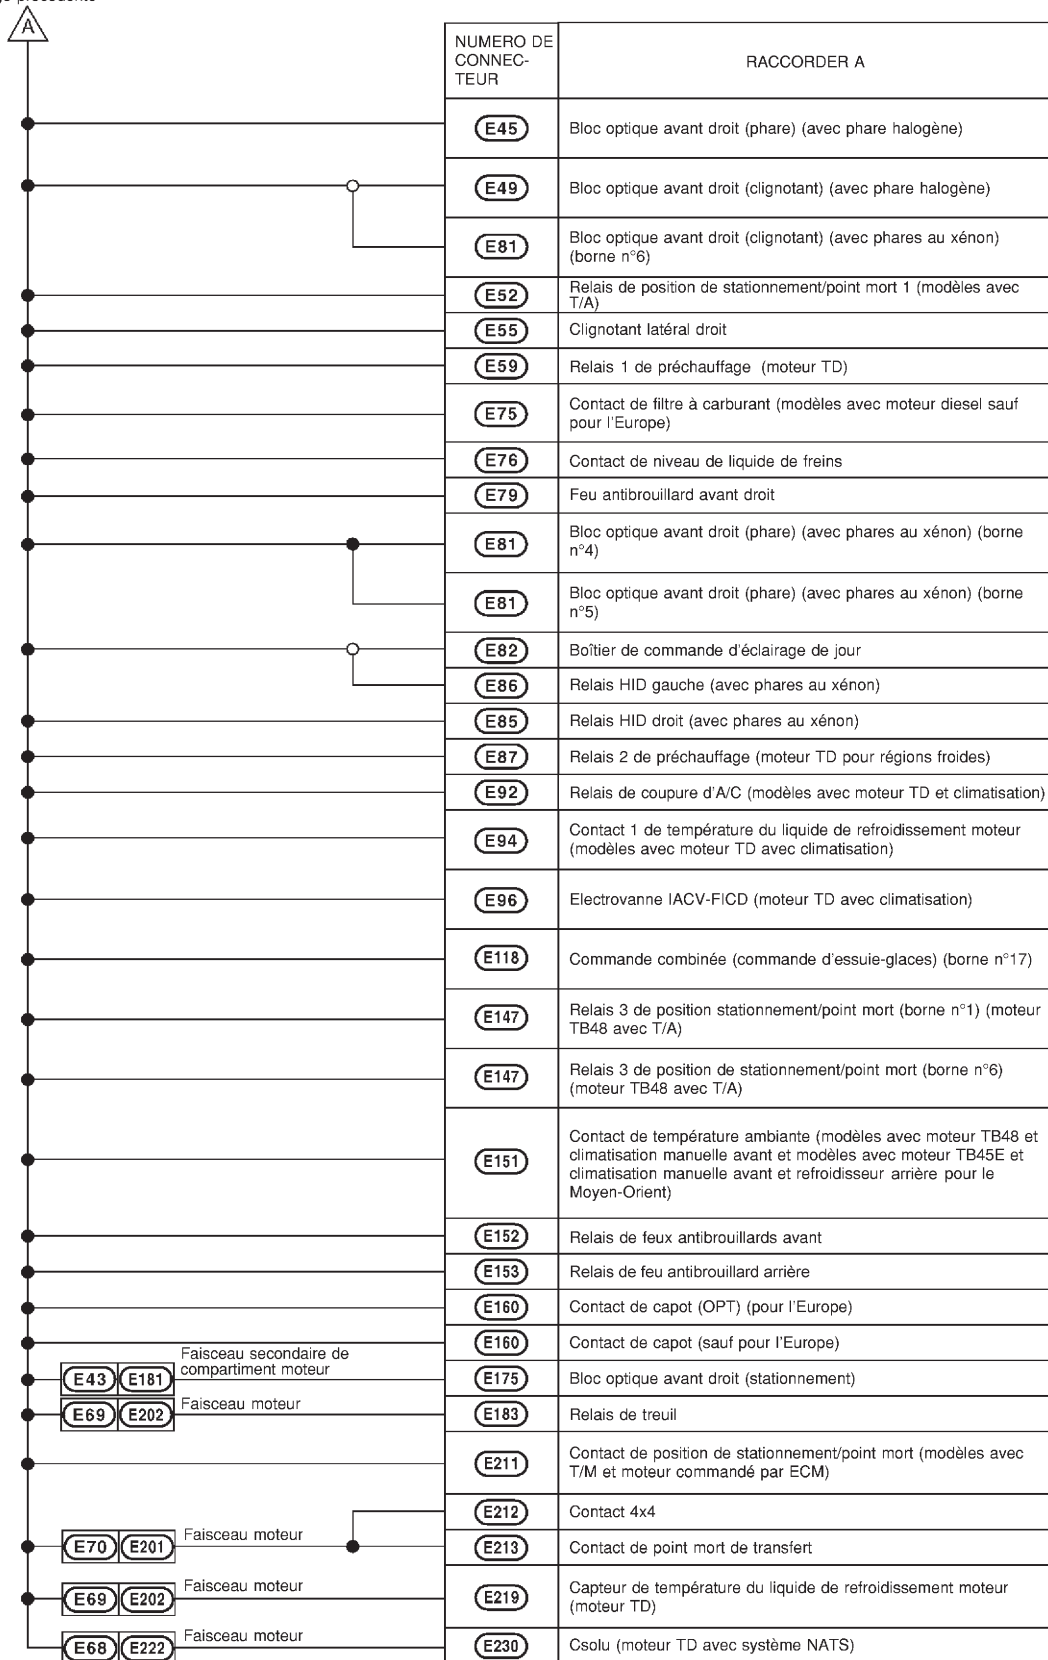 A
NUMERO DE
CONNEC-
TEUR
RACCORDER A
E45
Bloc optique avant droit (phare) (avec phare halogène)
E49
Bloc optique avant droit (clignotant) (avec phare halogène)
E81
Bloc optique avant droit (clignotant) (avec phares au xénon)
(borne n°6)
E52
Relais de position de stationnement/point mort 1 (modèles avec
T/A)
E55
Clignotant latéral droit
E59
Relais 1 de préchauffage (moteur TD)
E75
Contact de filtre à carburant (modèles avec moteur diesel sauf
pour l'Europe)
E76
Contact de niveau de liquide de freins
E79
Feu antibrouillard avant droit
E81
Bloc optique avant droit (phare) (avec phares au xénon) (borne
n°4)
E81
Bloc optique avant droit (phare) (avec phares au xénon) (borne
n°5)
E82
Boîtier de commande d'éclairage de jour
E86
Relais HID gauche (avec phares au xénon)
E85
Relais HID droit (avec phares au xénon)
E87
Relais 2 de préchauffage (moteur TD pour régions froides)
E92
Relais de coupure d'A/C (modèles avec moteur TD et climatisation)
E94
Contact 1 de température du liquide de refroidissement moteur
(modèles avec moteur TD avec climatisation)
E96
Electrovanne IACV-FICD (moteur TD avec climatisation)
E118
Commande combinée (commande d'essuie-glaces) (borne n°17)
E147
Relais 3 de position stationnement/point mort (borne n°1) (moteur
TB48 avec T/A)
E147
Relais 3 de position de stationnement/point mort (borne n°6)
(moteur TB48 avec T/A)
E151
Contact de température ambiante (modèles avec moteur TB48 et
climatisation manuelle avant et modèles avec moteur TB45E et
climatisation manuelle avant et refroidisseur arrière pour le
Moyen-Orient)
E152
Relais de feux antibrouillards avant
E153
Relais de feu antibrouillard arrière
E160
Contact de capot (OPT) (pour l'Europe)
E160
Contact de capot (sauf pour l'Europe)
Faisceau secondaire de
compartiment moteur
E43 E181
E175
Bloc optique avant droit (stationnement)
E69 E202
Faisceau moteur
E183
Relais de treuil
E211
Contact de position de stationnement/point mort (modèles avec
T/M et moteur commandé par ECM)
E212
Contact 4x4
E70 E201
Faisceau moteur
E213
Contact de point mort de transfert
E69 E202
Faisceau moteur
E219
Capteur de température du liquide de refroidissement moteur
(moteur TD)
E68 E222
Faisceau moteur
E230
Csolu (moteur TD avec système NATS)